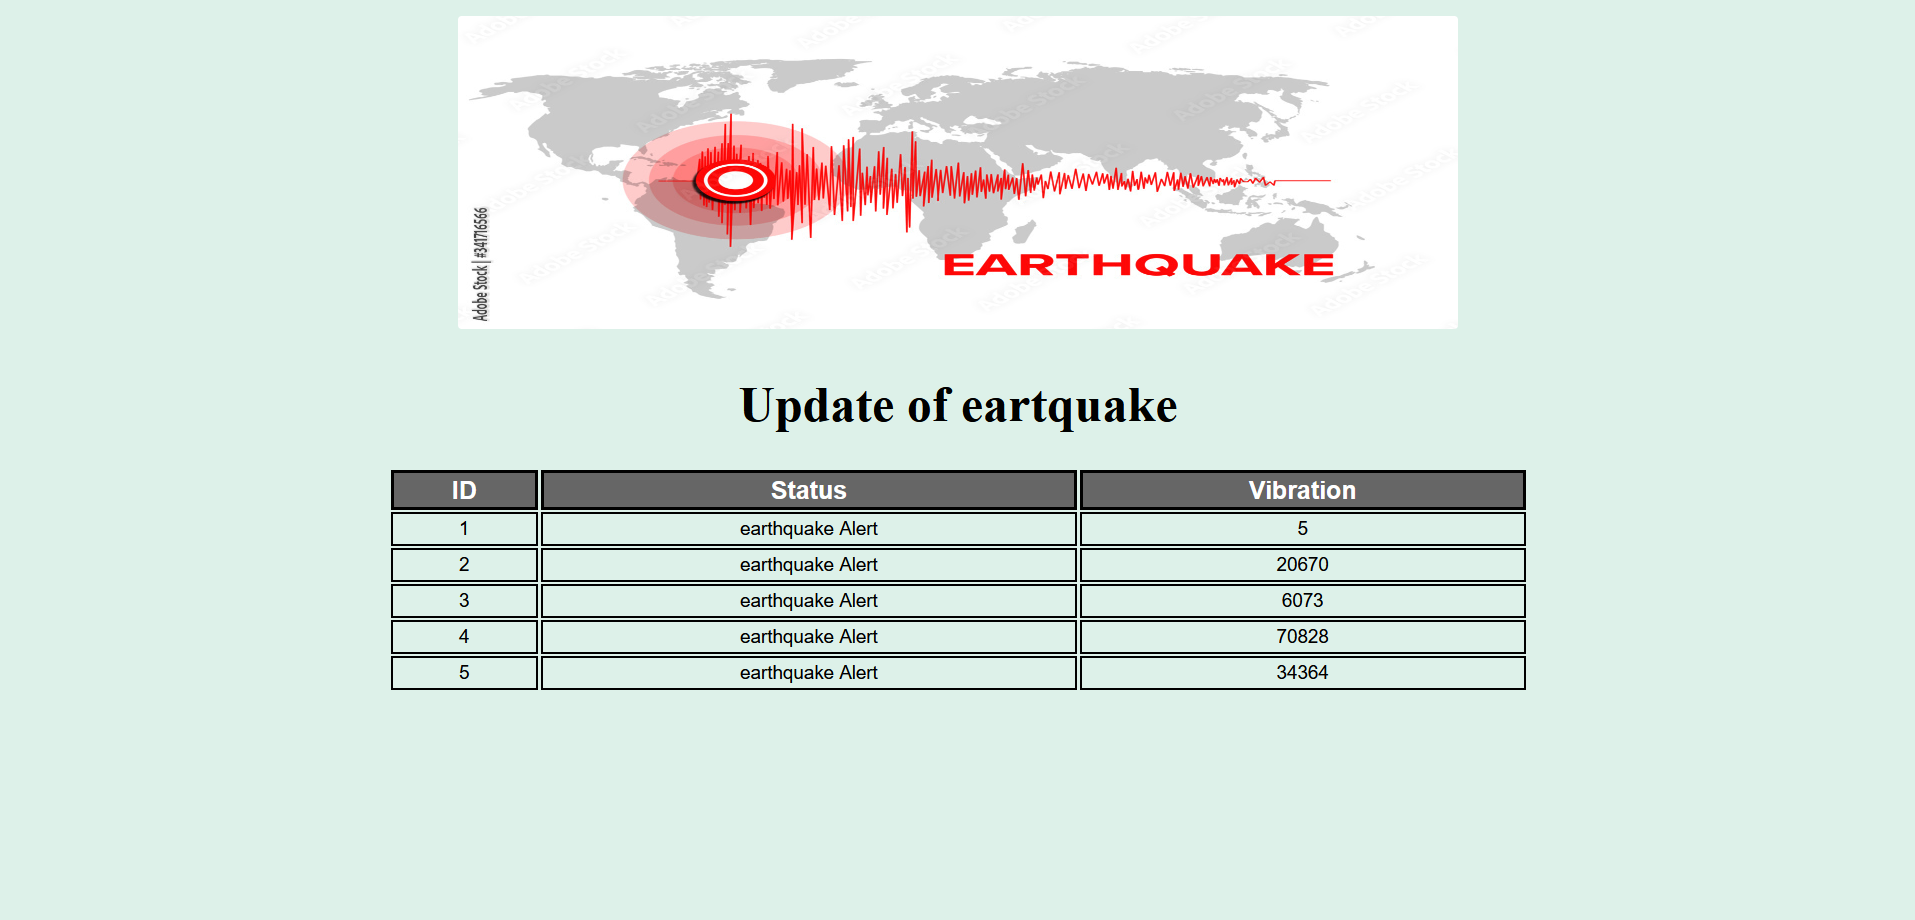 Adobe Stock | #341716566
EARTHQUAKE
Update of eartquake
ID Status Vibration
1 earthquake Alert 5
2 earthquake Alert 20670
3 earthquake Alert 6073
4 earthquake Alert 70828
5 earthquake Alert 34364